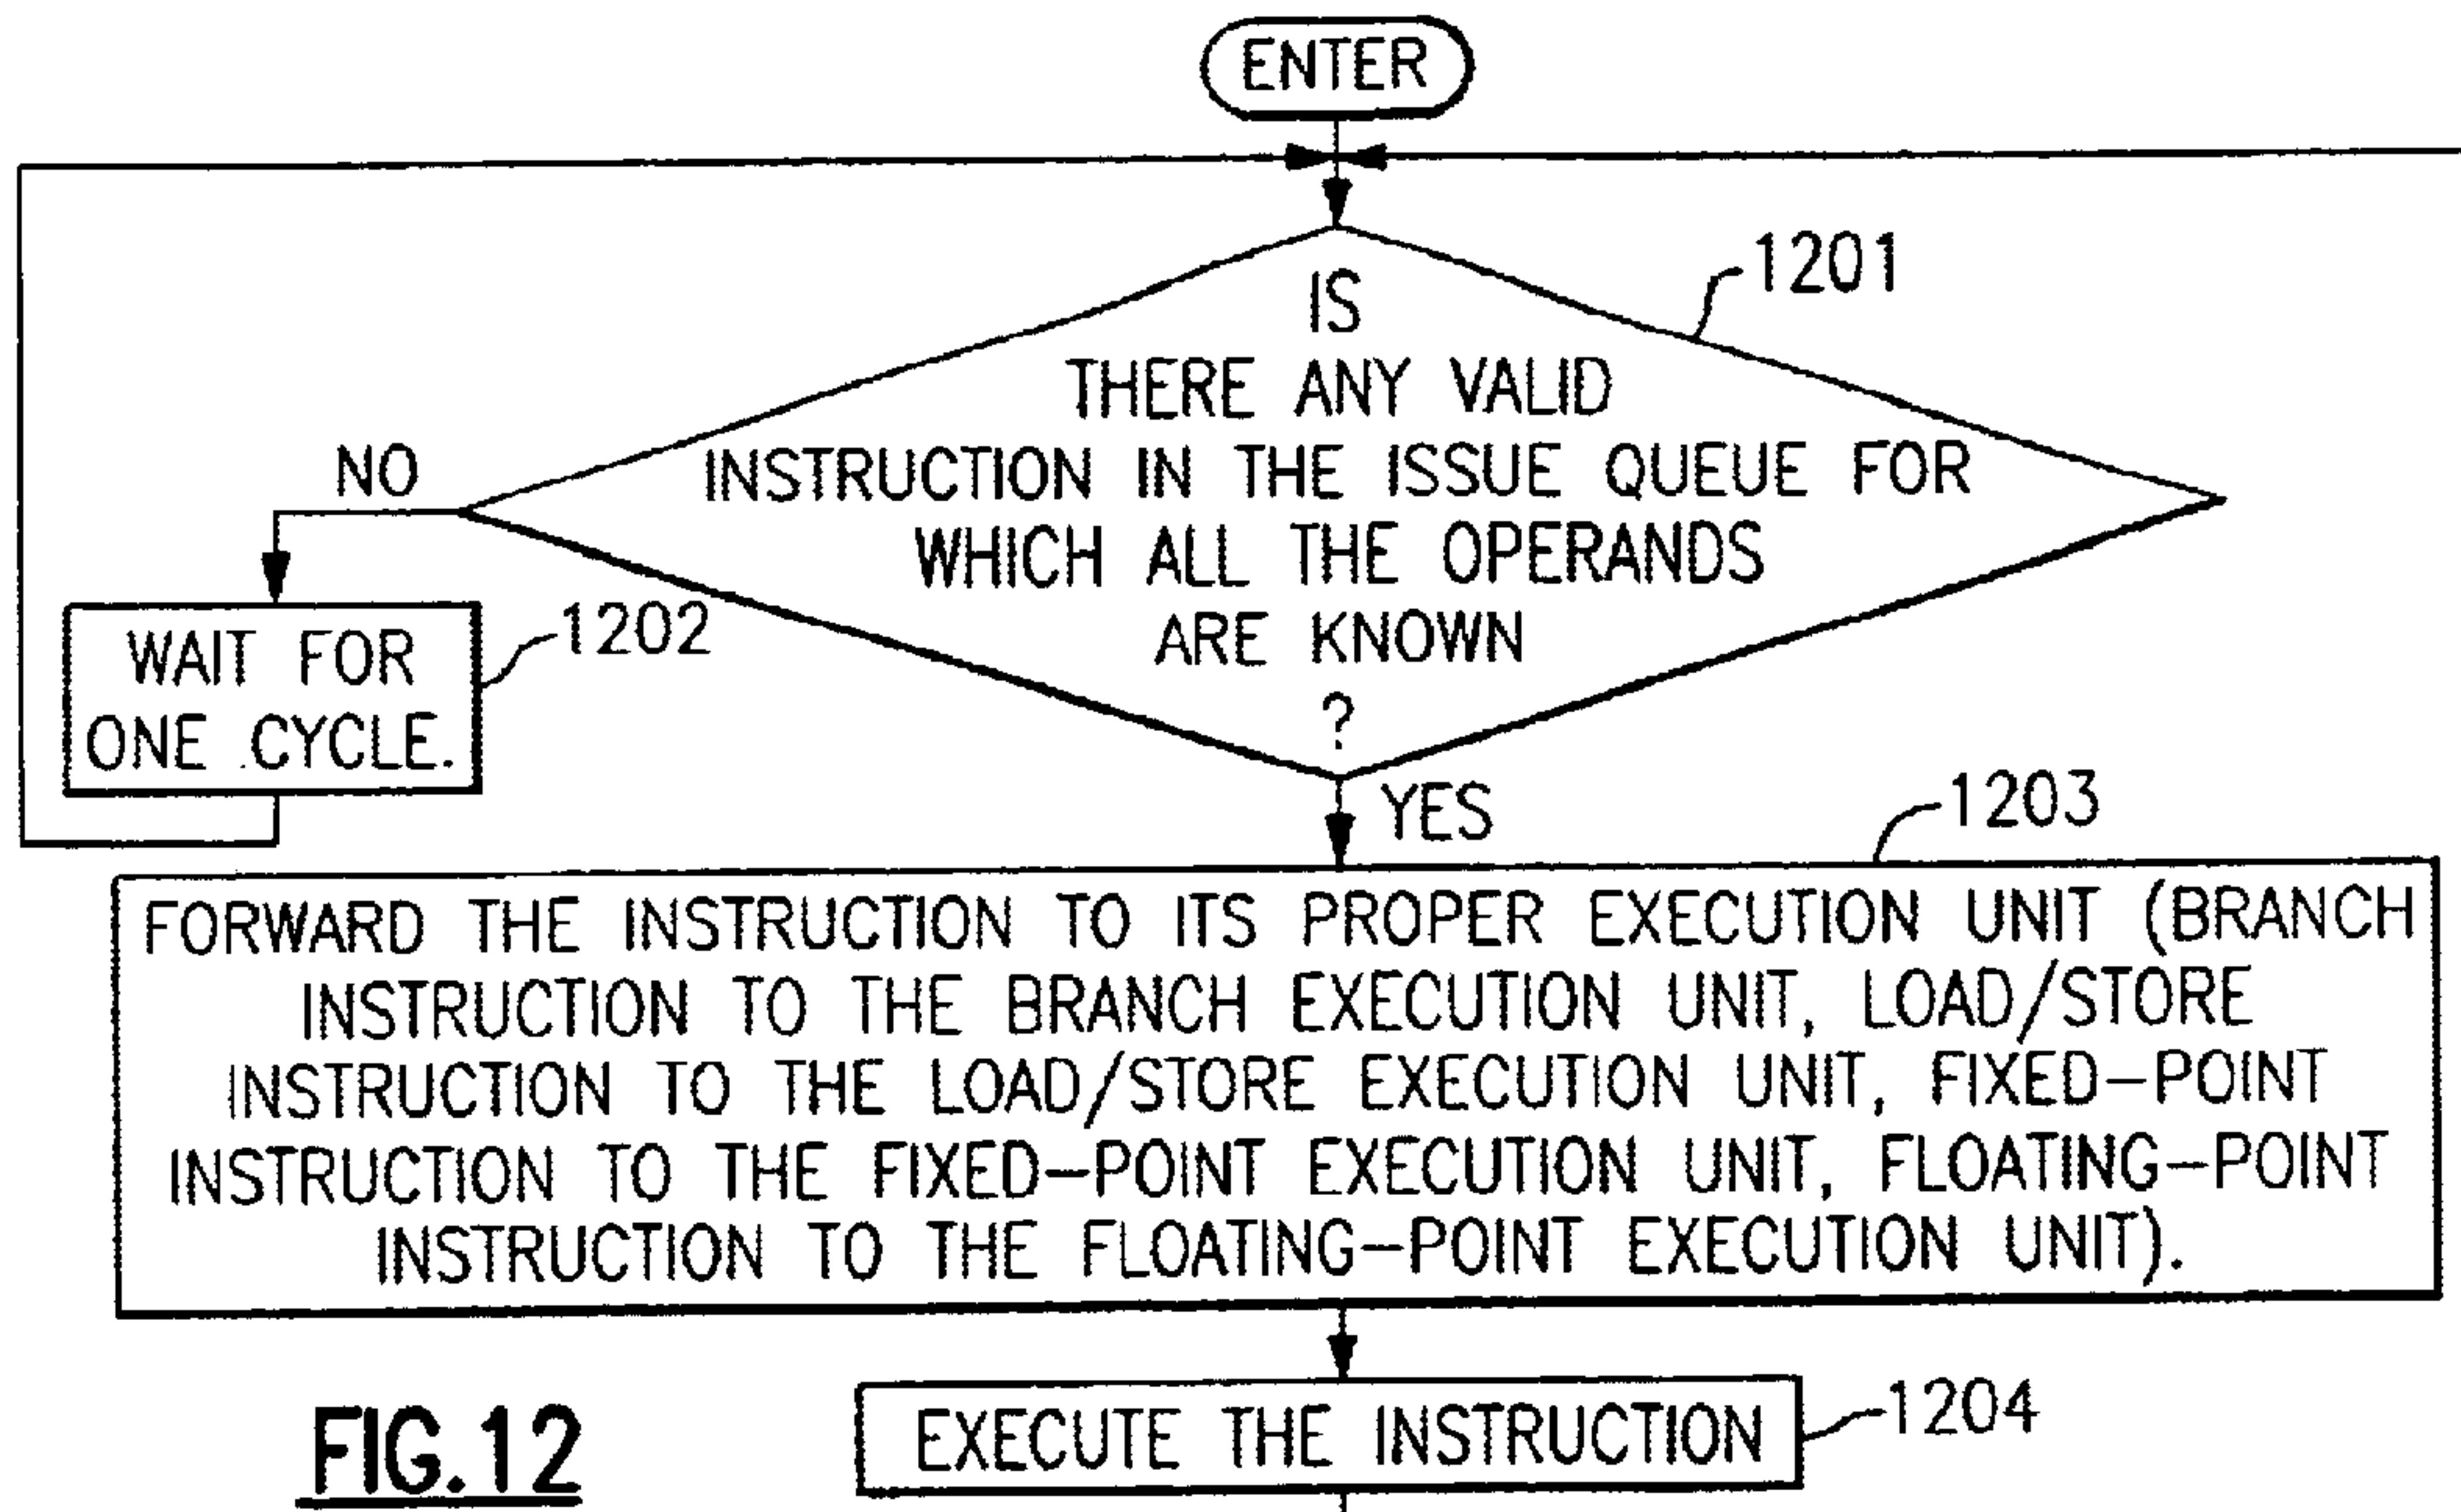 ENTER
1201
IS
THERE ANY VALID
INSTRUCTION IN THE ISSUE QUEUE FOR
WHICH ALL THE OPERANDS
ARE KNOWN
?
NO
1202
WAIT FOR
ONE CYCLE.
YES
1203
FORWARD THE INSTRUCTION TO ITS PROPER EXECUTION UNIT (BRANCH
INSTRUCTION TO THE BRANCH EXECUTION UNIT, LOAD/STORE
INSTRUCTION TO THE LOAD/STORE EXECUTION UNIT, FIXED-POINT
INSTRUCTION TO THE FIXED-POINT EXECUTION UNIT, FLOATING-POINT
INSTRUCTION TO THE FLOATING-POINT EXECUTION UNIT).
EXECUTE THE INSTRUCTION
1204
FIG.12